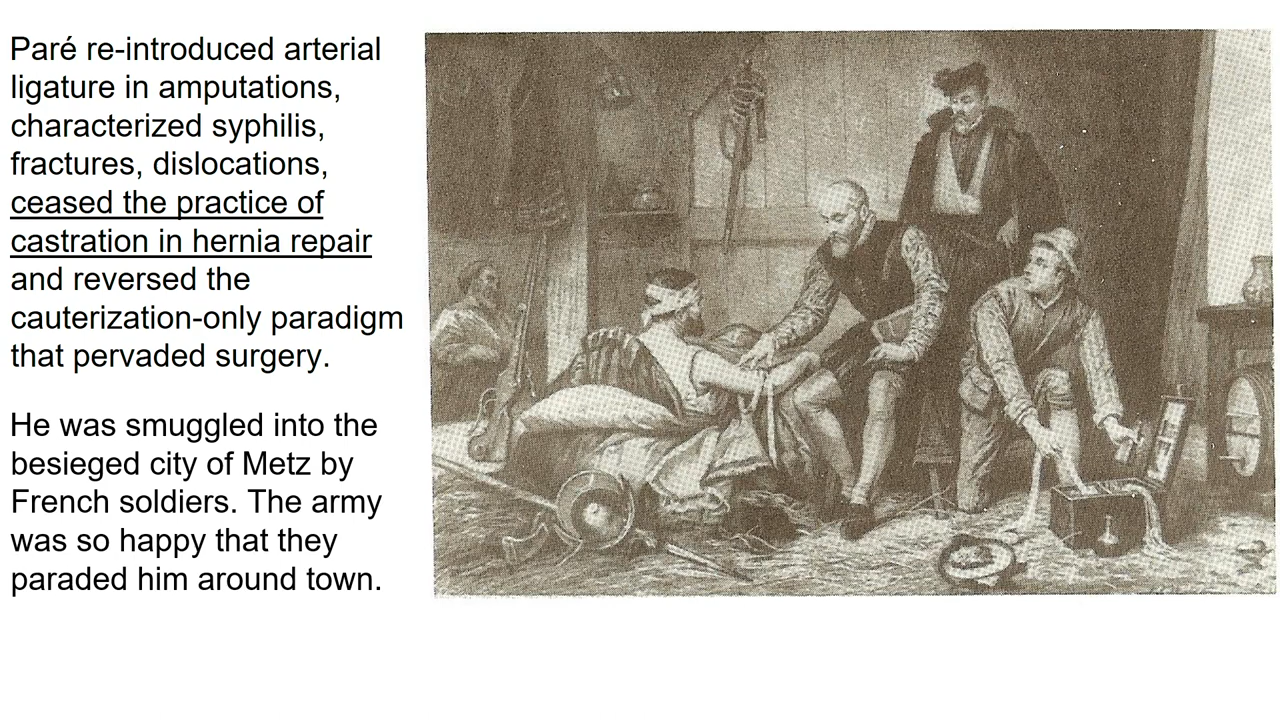 Paré re-introduced arterial
ligature in amputations,
characterized syphilis,
fractures, dislocations,
ceased the practice of
castration in hernia repair
and reversed the
cauterization-only paradigm
that pervaded surgery.
He was smuggled into the
besieged city of Metz by
French soldiers. The army
was so happy that they
paraded him around town.